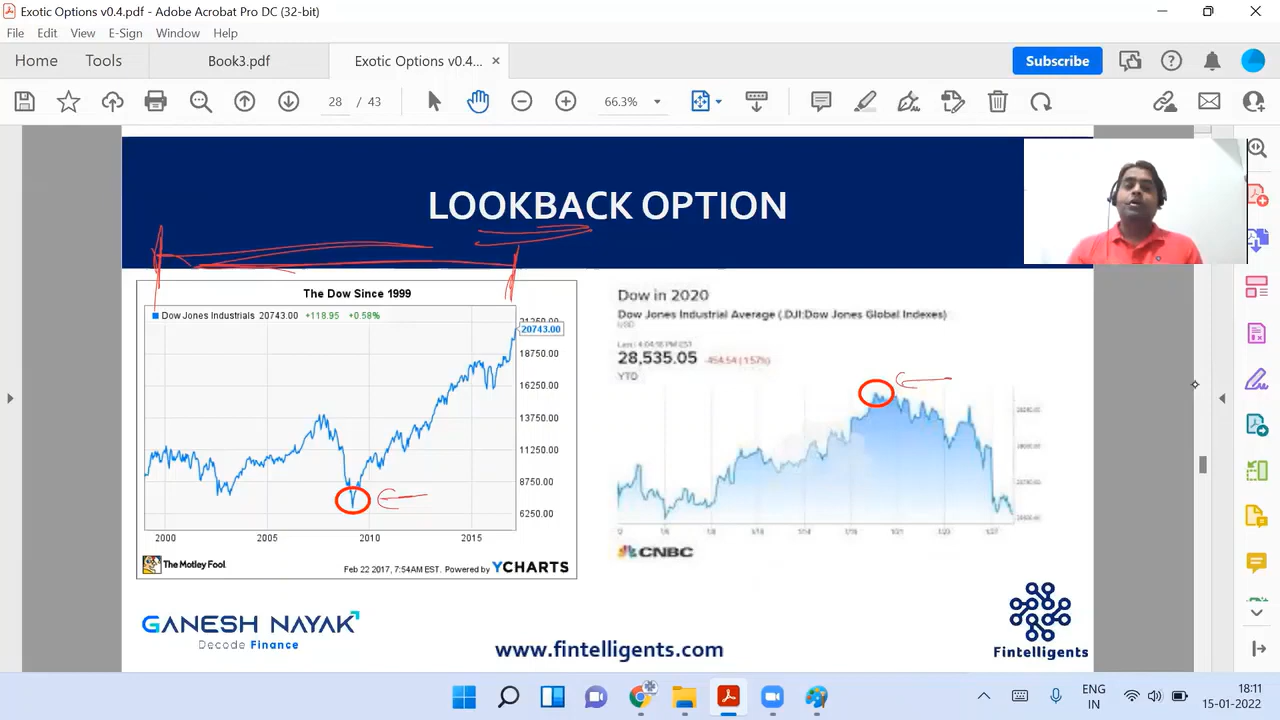 Exotic Options v0.4.pdf - Adobe Acrobat Pro DC (32-bit)
File Edit View E-Sign Window Help
Home Tools Book3.pdf Exotic Options v0.4... × Subscribe
28 / 43 66.3%
LOOKBACK OPTION
The Dow Since 1999
Dow Jones Industrials 20743.00 +118.95 +0.58%
20743.00
18750.00
16250.00
13750.00
11250.00
8750.00
6250.00
2000 2005 2010 2015
The Motley Fool
Feb 22 2017, 7:54AM EST. Powered by YCHARTS
Dow in 2020
Dow Jones Industrial Average (.DJI:Dow Jones Global Indexes)
USD
28,535.05 -454.54 (1.57%)
YTD
CNBC
GANESH NAYAK
Decode Finance
www.fintelligents.com
Fintelligents
ENG
IN
18:11
15-01-2022